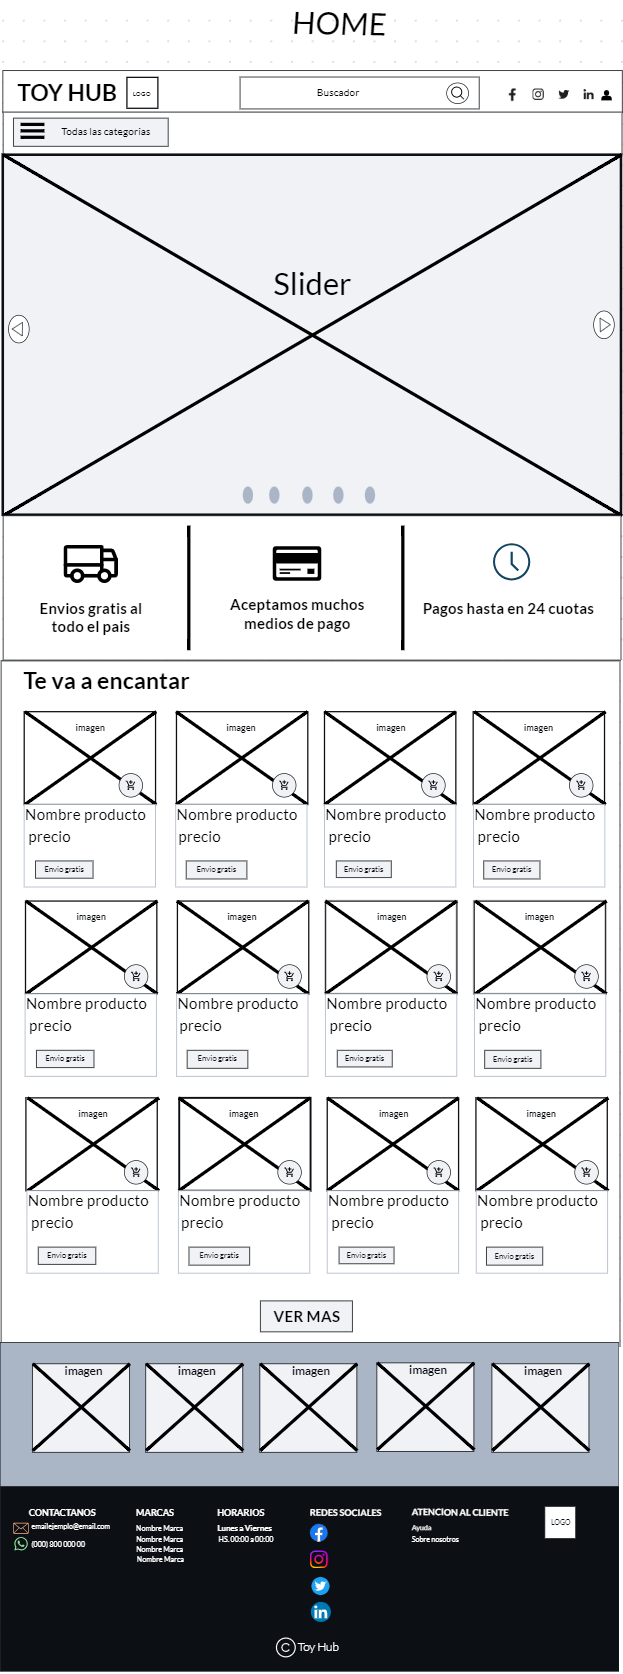 HOME
TOY HUB
LOGO
Buscador
Todas las categorias
Slider
Envios gratis al
todo el pais
Aceptamos muchos
medios de pago
Pagos hasta en 24 cuotas
Te va a encantar
imagen imagen imagen imagen
Nombre producto Nombre producto Nombre producto Nombre producto
precio precio precio precio
Envio gratis Envio gratis Envio gratis Envio gratis
imagen imagen imagen imagen
Nombre producto Nombre producto Nombre producto Nombre producto
precio precio precio precio
Envio gratis Envio gratis Envio gratis Envio gratis
imagen imagen imagen imagen
Nombre producto Nombre producto Nombre producto Nombre producto
precio precio precio precio
Envio gratis Envio gratis Envio gratis Envio gratis
VER MAS
imagen imagen imagen imagen imagen
CONTACTANOS
emailejemplo@email.com
(000) 800 000 00
MARCAS
Nombre Marca
Nombre Marca
Nombre Marca
Nombre Marca
HORARIOS
Lunes a Viernes
HS. 00:00 a 00:00
REDES SOCIALES
ATENCION AL CLIENTE
Ayuda
Sobre nosotros
LOGO
© Toy Hub